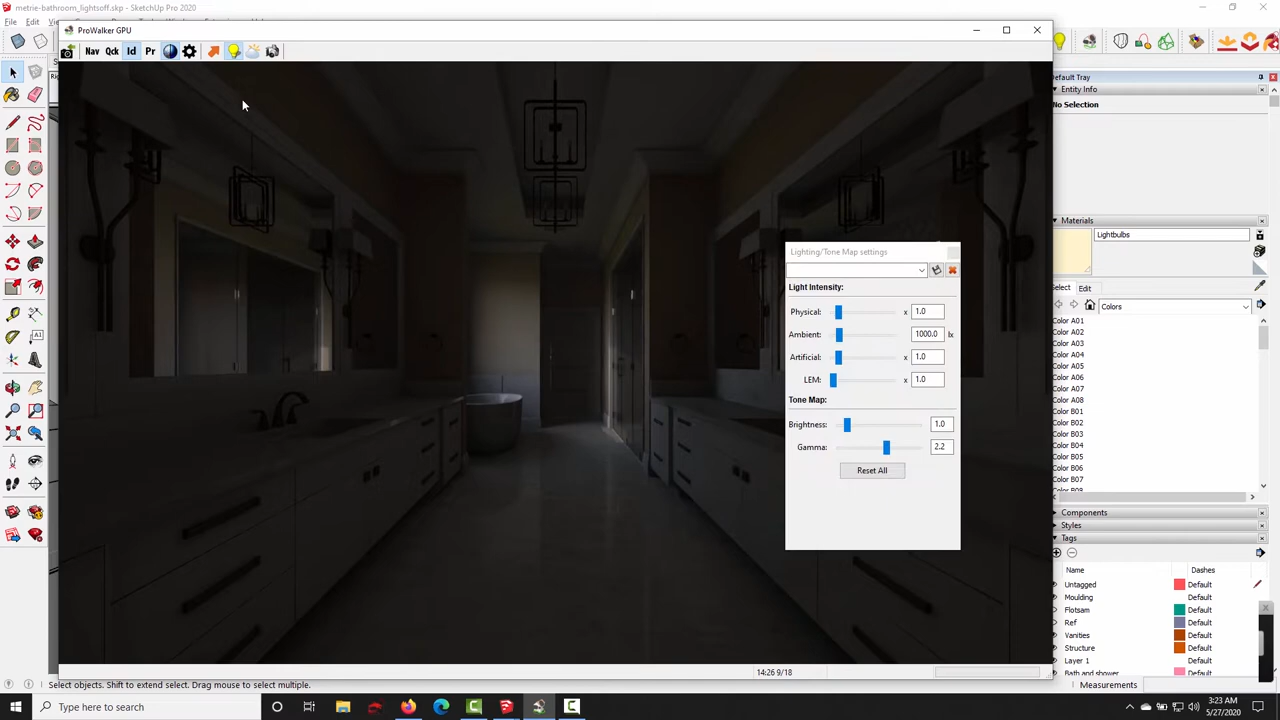 metrie-bathroom_lightsoff.skp - SketchUp Pro 2020
File
ProWalker GPU
Nav Qck Id Pr
Default Tray
Entity Info
No Selection
Materials
Lightbulbs
Select Edit
Colors
Color A01
Color A02
Color A03
Color A04
Color A05
Color A06
Color A07
Color A08
Color B01
Color B02
Color B03
Color B04
Color B05
Color B06
Color B07
Components
Styles
Tags
Name Dashes
Untagged Default
Moulding Default
Flotsam Default
Ref Default
Vanities Default
Structure Default
Layer 1 Default
Bath and shower Default
Measurements
Lighting/Tone Map settings
Light Intensity:
Physical: x 1.0
Ambient: 1000.0 lx
Artificial: x 1.0
LEM: x 1.0
Tone Map:
Brightness: 1.0
Gamma: 2.2
Reset All
14:26 9/18
Select objects. Shift to extend select. Drag mouse to select multiple.
Type here to search
3:23 AM
5/27/2020